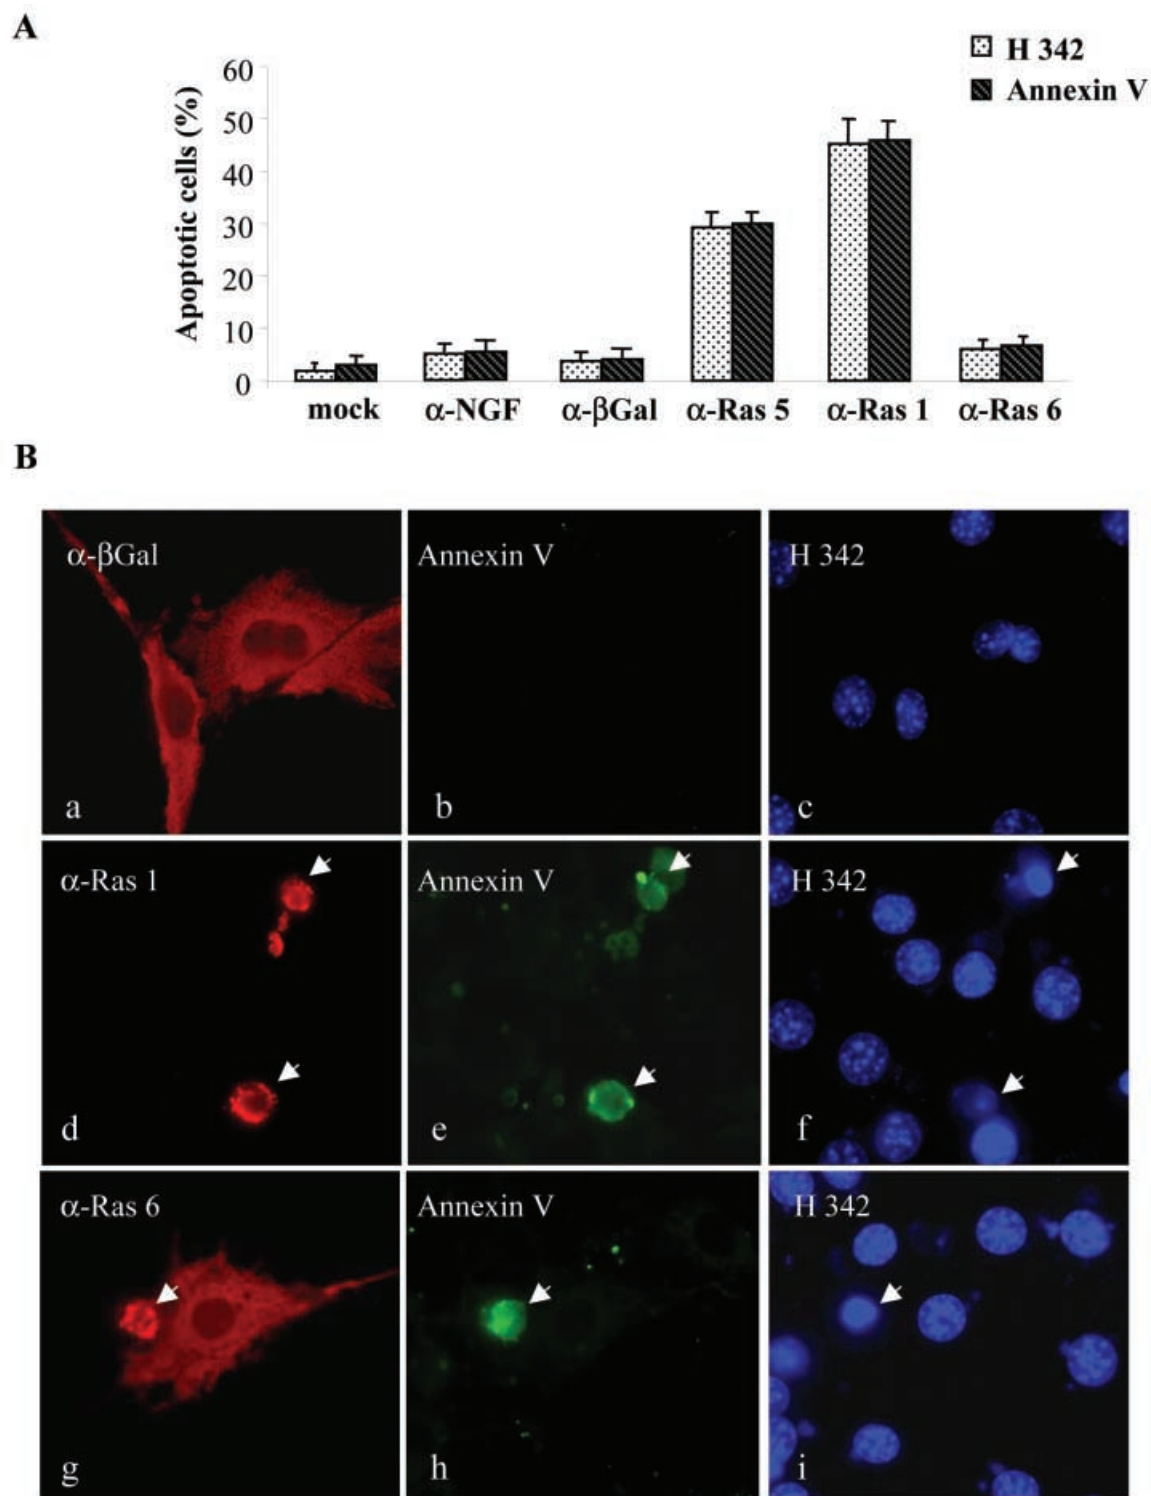 A
H 342
Annexin V
Apoptotic cells (%)
60
50
40
30
20
10
0
mock α-NGF α-βGal α-Ras 5 α-Ras 1 α-Ras 6
B
α-βGal Annexin V H 342
a b c
α-Ras 1 Annexin V H 342
d e f
α-Ras 6 Annexin V H 342
g h i